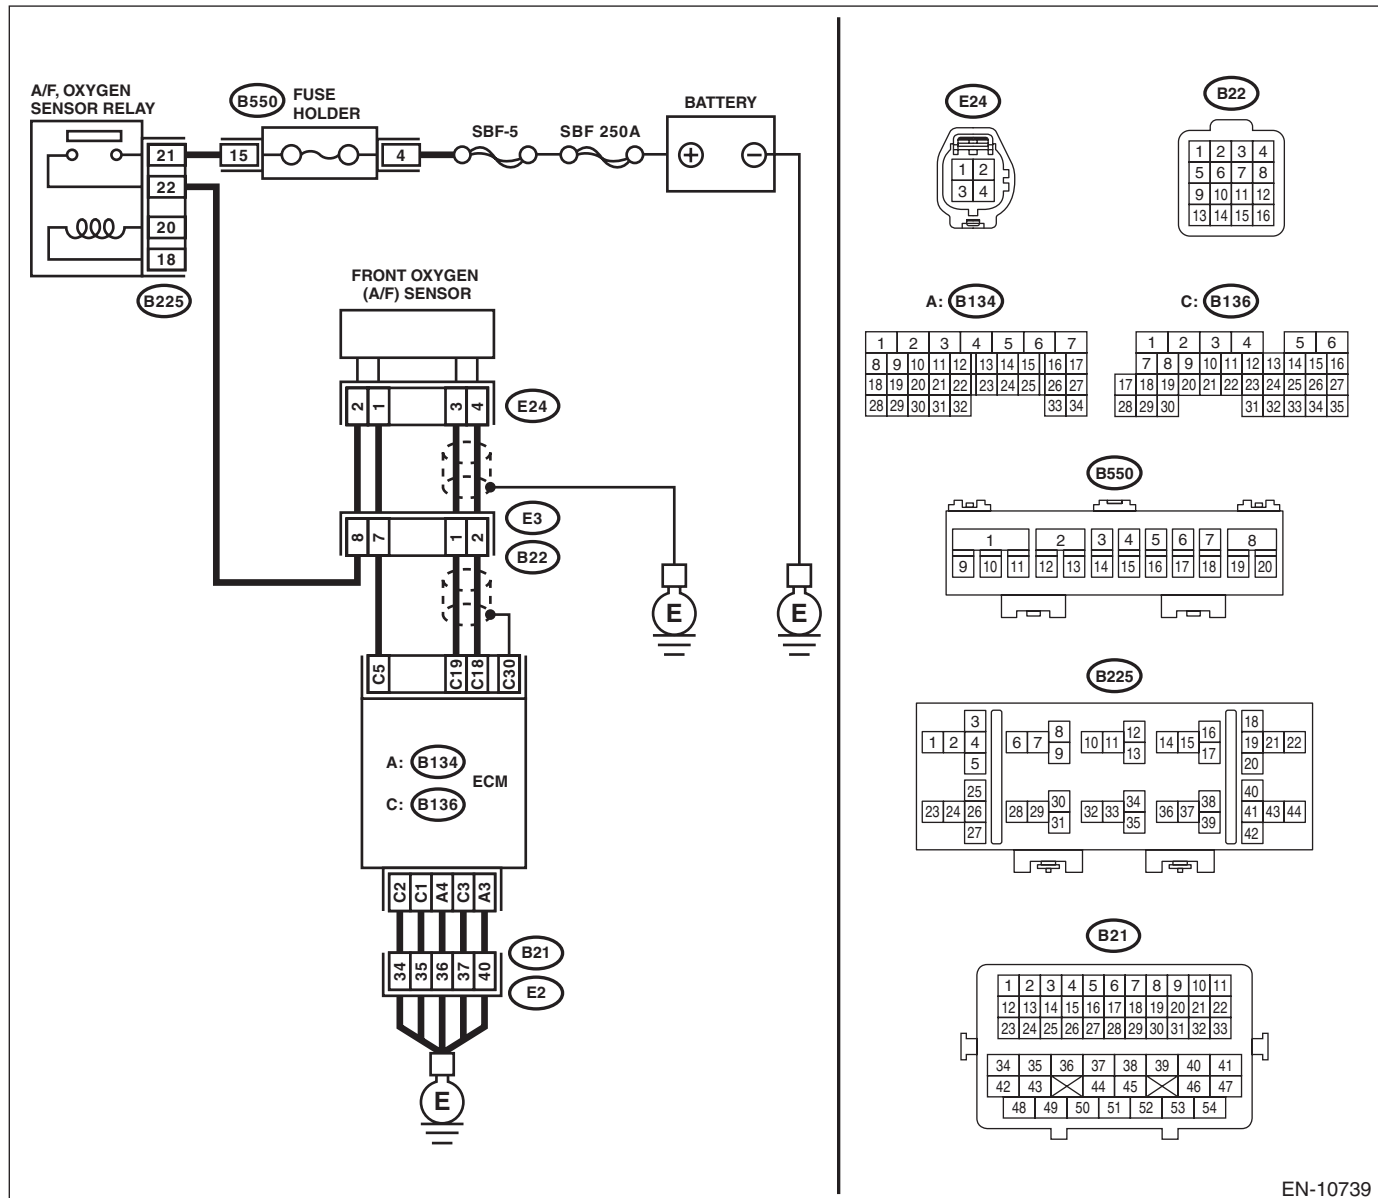 A/F, OXYGEN
SENSOR RELAY
B550
FUSE
HOLDER
SBF-5
SBF 250A
BATTERY
21
15
4
22
20
18
B225
FRONT OXYGEN
(A/F) SENSOR
2 1 3 4
E24
E3
8 7 1 2
B22
E
E
C5 C19 C18 C30
A: B134
ECM
C: B136
C2 C1 A4 C3 A3
B21
34 35 36 37 40
E2
E
E24
1 2
3 4
B22
1 2 3 4
5 6 7 8
9 10 11 12
13 14 15 16
A: B134
1 2 3 4 5 6 7
8 9 10 11 12 13 14 15 16 17
18 19 20 21 22 23 24 25 26 27
28 29 30 31 32 33 34
C: B136
1 2 3 4 5 6
7 8 9 10 11 12 13 14 15 16
17 18 19 20 21 22 23 24 25 26 27
28 29 30 31 32 33 34 35
B550
1 2 3 4 5 6 7 8
9 10 11 12 13 14 15 16 17 18 19 20
B225
3 8 12 16 18
1 2 4 6 7 10 11 14 15 19 21 22
5 9 13 17 20
25 30 34 38 40
23 24 26 28 29 32 33 36 37 41 43 44
27 31 35 39 42
B21
1 2 3 4 5 6 7 8 9 10 11
12 13 14 15 16 17 18 19 20 21 22
23 24 25 26 27 28 29 30 31 32 33
34 35 36 37 38 39 40 41
42 43 44 45 46 47
48 49 50 51 52 53 54
EN-10739